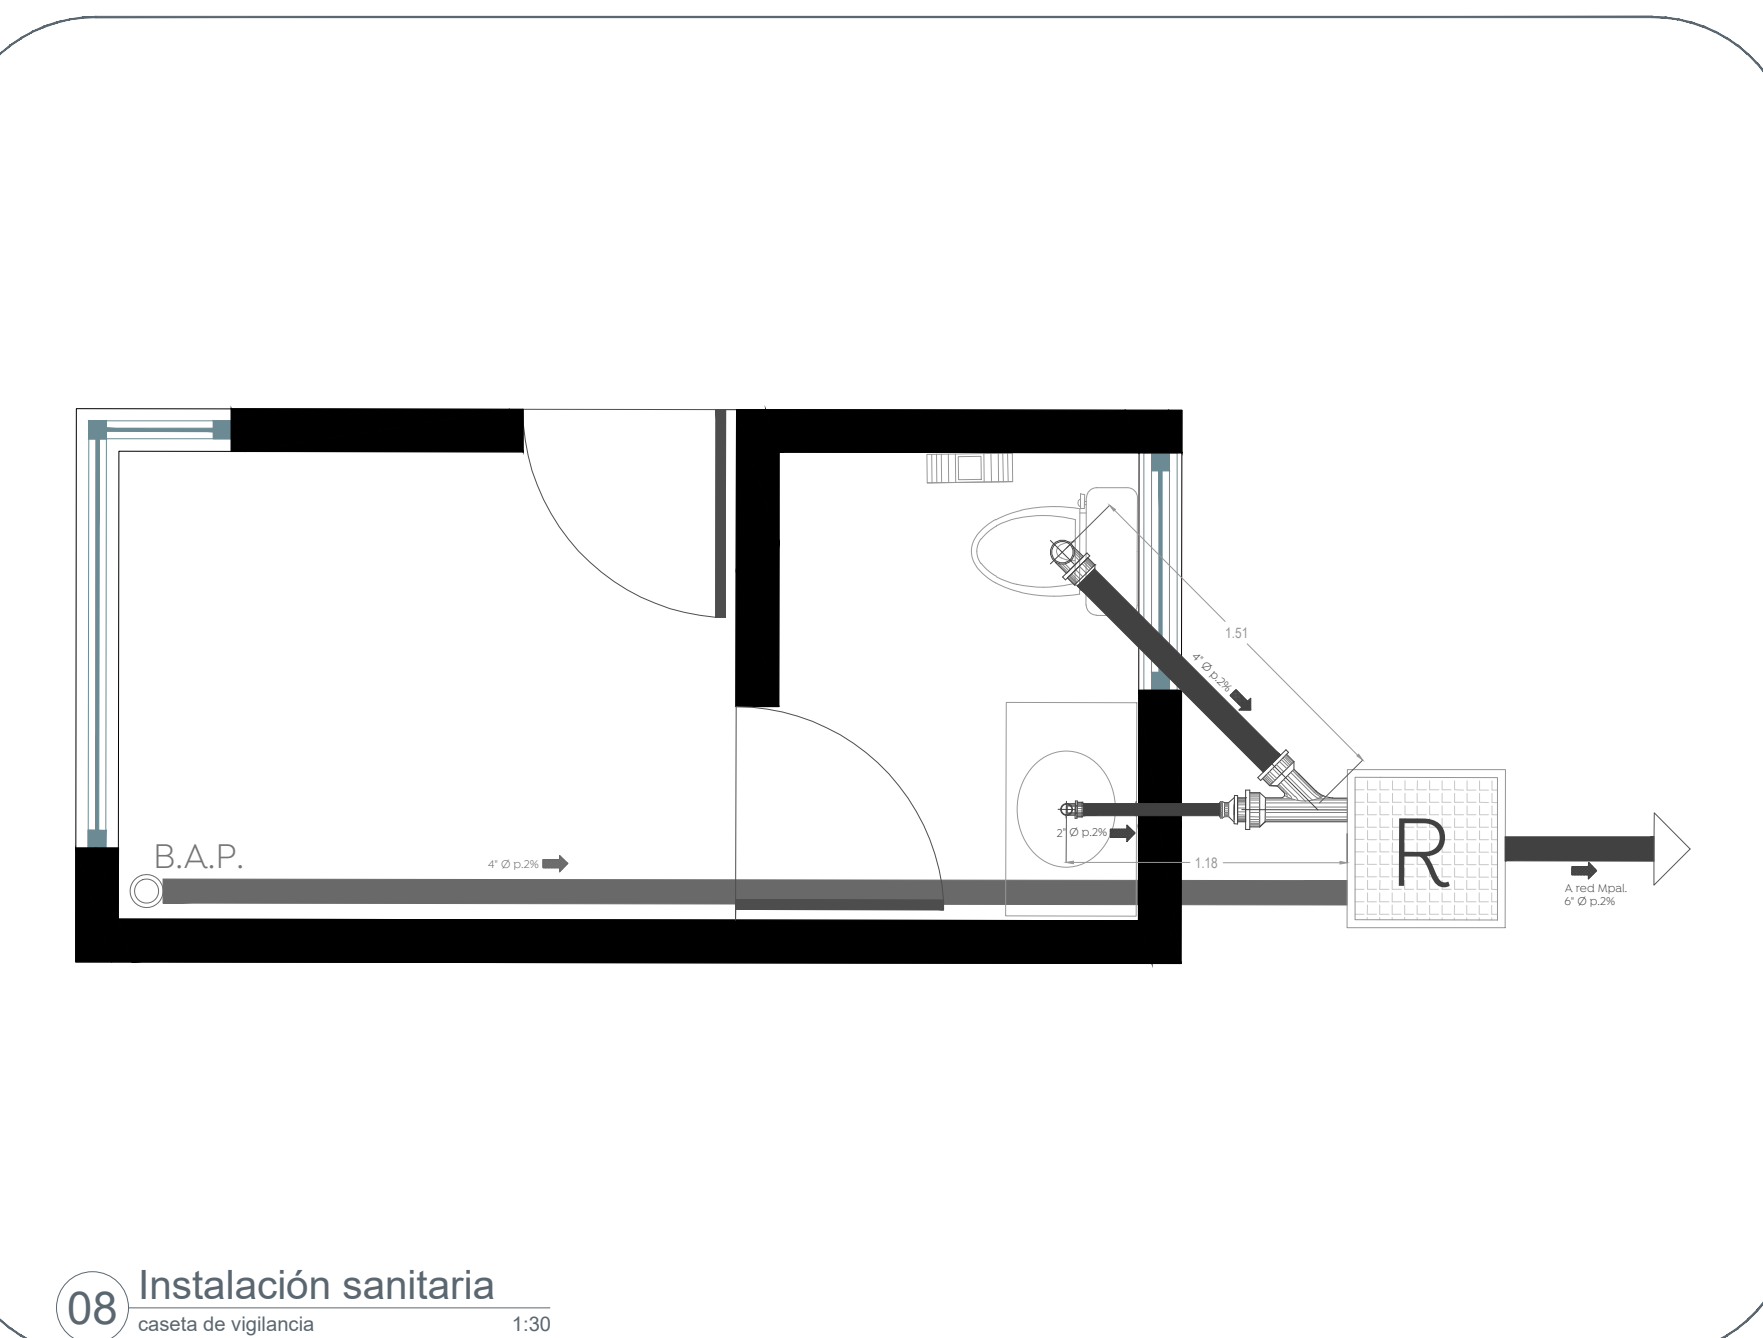 1.51
4" Ø p.2%
2" Ø p.2%
B.A.P.
4" Ø p.2%
1.18
R
A red Mpal.
6" Ø p.2%
08
Instalación sanitaria
caseta de vigilancia 1:30